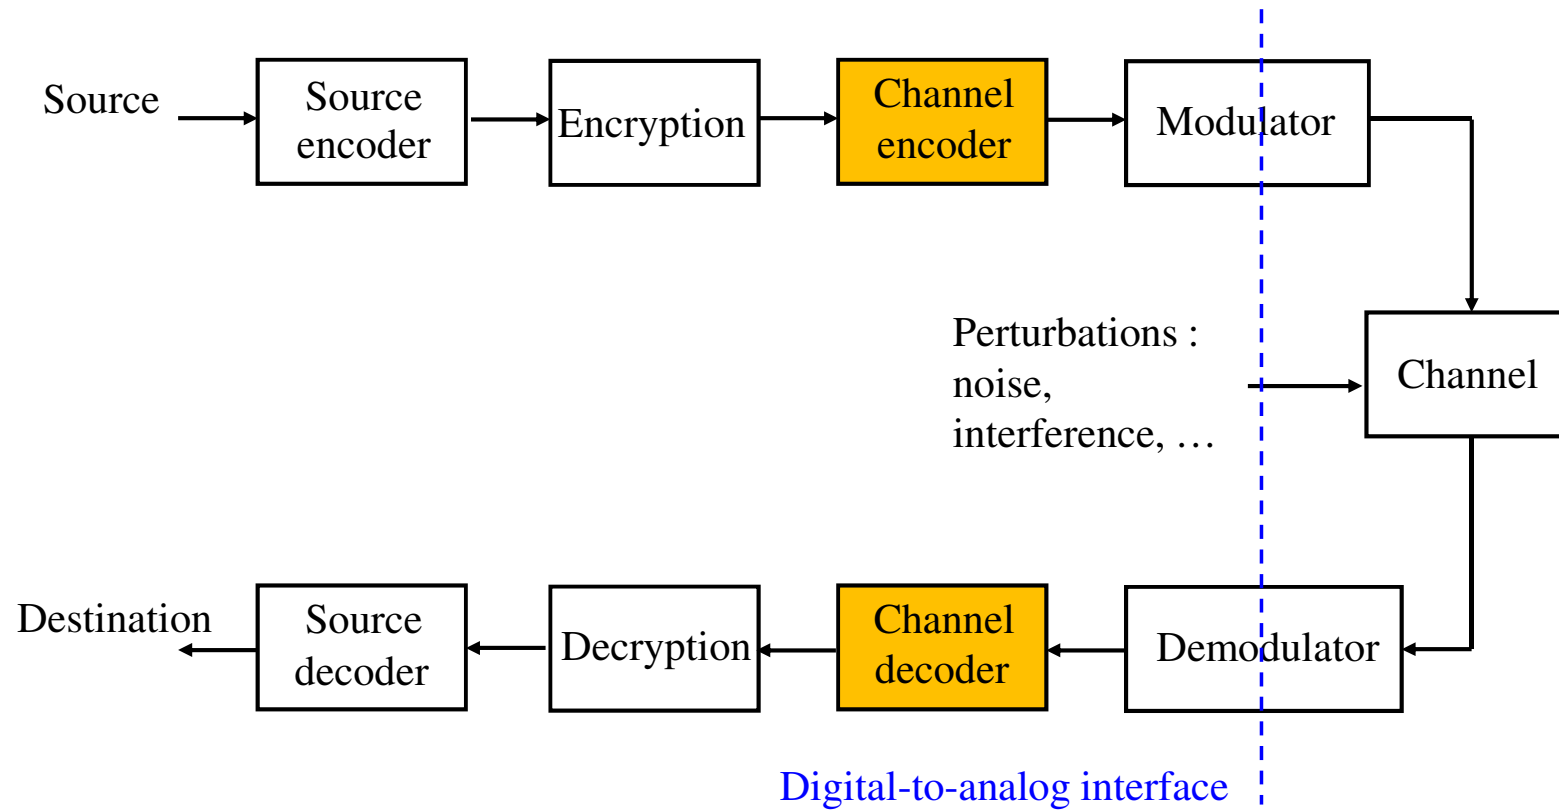 Source
Source
encoder
Encryption
Channel
encoder
Modulator
Perturbations :
noise,
interference, …
Channel
Destination
Source
decoder
Decryption
Channel
decoder
Demodulator
Digital-to-analog interface